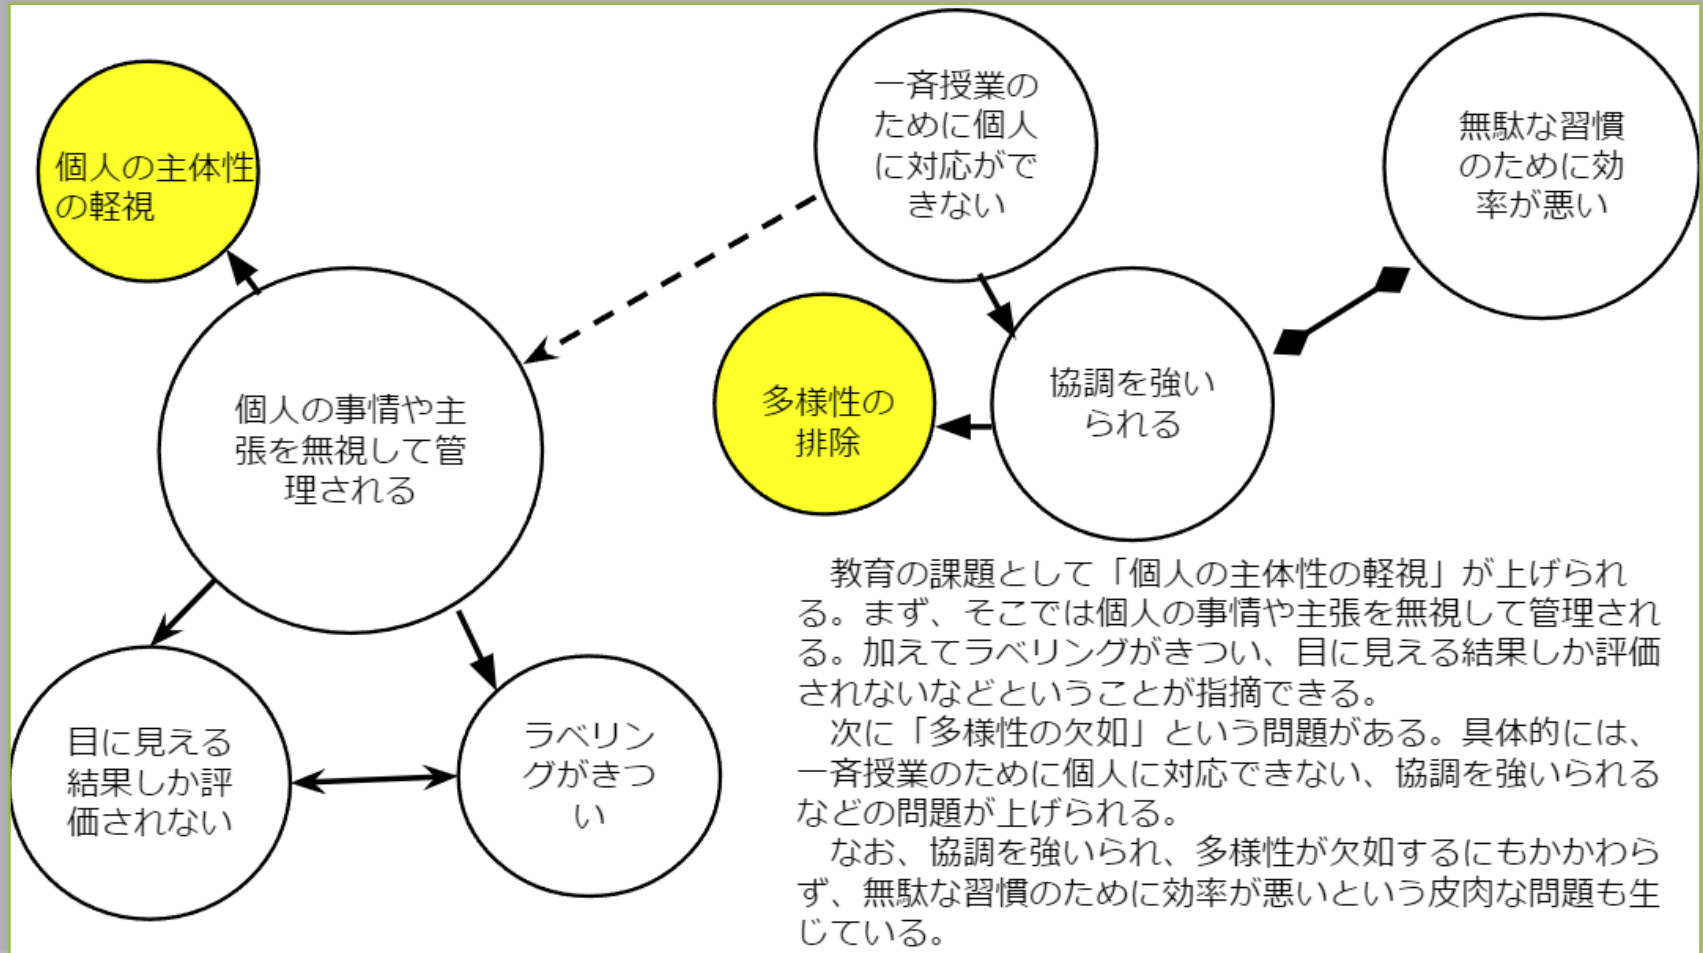 個人の主体性
の軽視
一斉授業の
ために個人
に対応がで
きない
無駄な習慣
のために効
率が悪い
個人の事情や主
張を無視して管
理される
多様性の
排除
協調を強い
られる
目に見える
結果しか評
価されない
ラベリン
グがきつ
い
教育の課題として「個人の主体性の軽視」が上げられ
る。まず、そこでは個人の事情や主張を無視して管理され
る。加えてラベリングがきつい、目に見える結果しか評価
されないなどということが指摘できる。
次に「多様性の欠如」という問題がある。具体的には、
一斉授業のために個人に対応できない、協調を強いられる
などの問題が上げられる。
なお、協調を強いられ、多様性が欠如するにもかかわら
ず、無駄な習慣のために効率が悪いという皮肉な問題も生
じている。